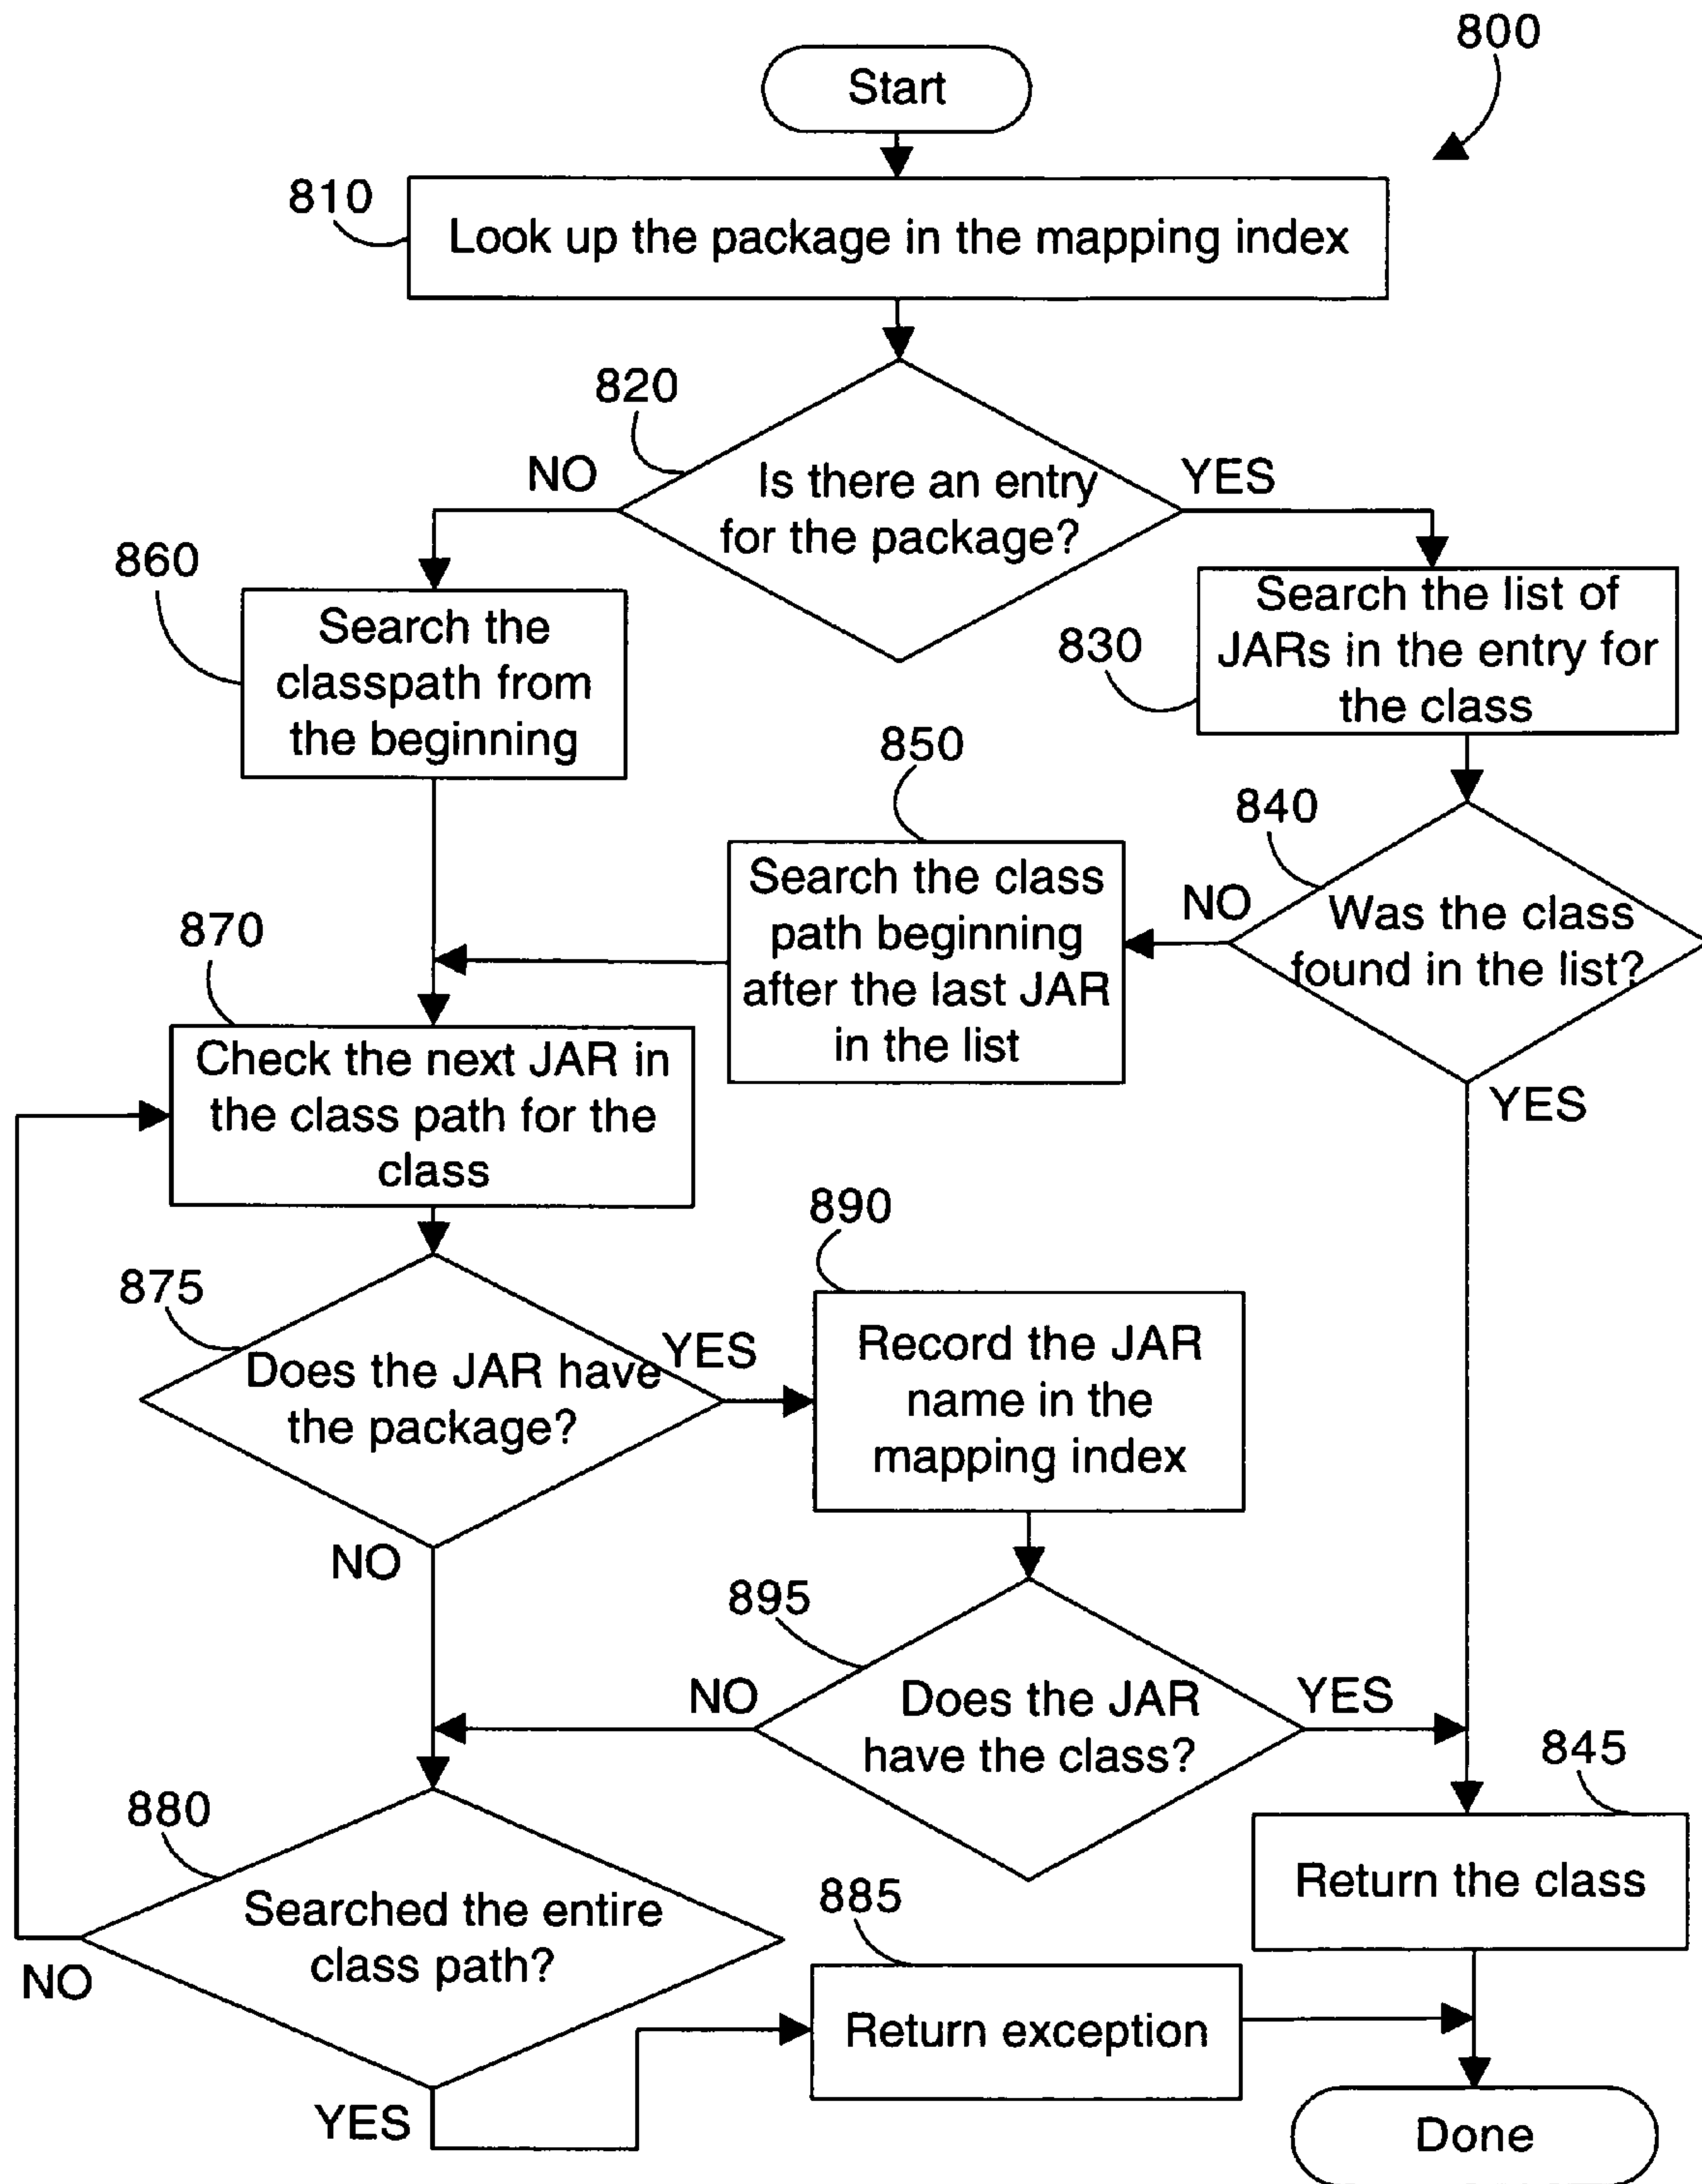 800
Start
810
Look up the package in the mapping index
820
NO
YES
Is there an entry
for the package?
860
Search the
classpath from
the beginning
830
Search the list of
JARs in the entry for
the class
850
Search the class
path beginning
after the last JAR
in the list
840
NO
Was the class
found in the list?
YES
870
Check the next JAR in
the class path for the
class
875
Does the JAR have
the package?
YES
NO
890
Record the JAR
name in the
mapping index
895
NO
Does the JAR
have the class?
YES
845
Return the class
880
Searched the entire
class path?
NO
YES
885
Return exception
Done